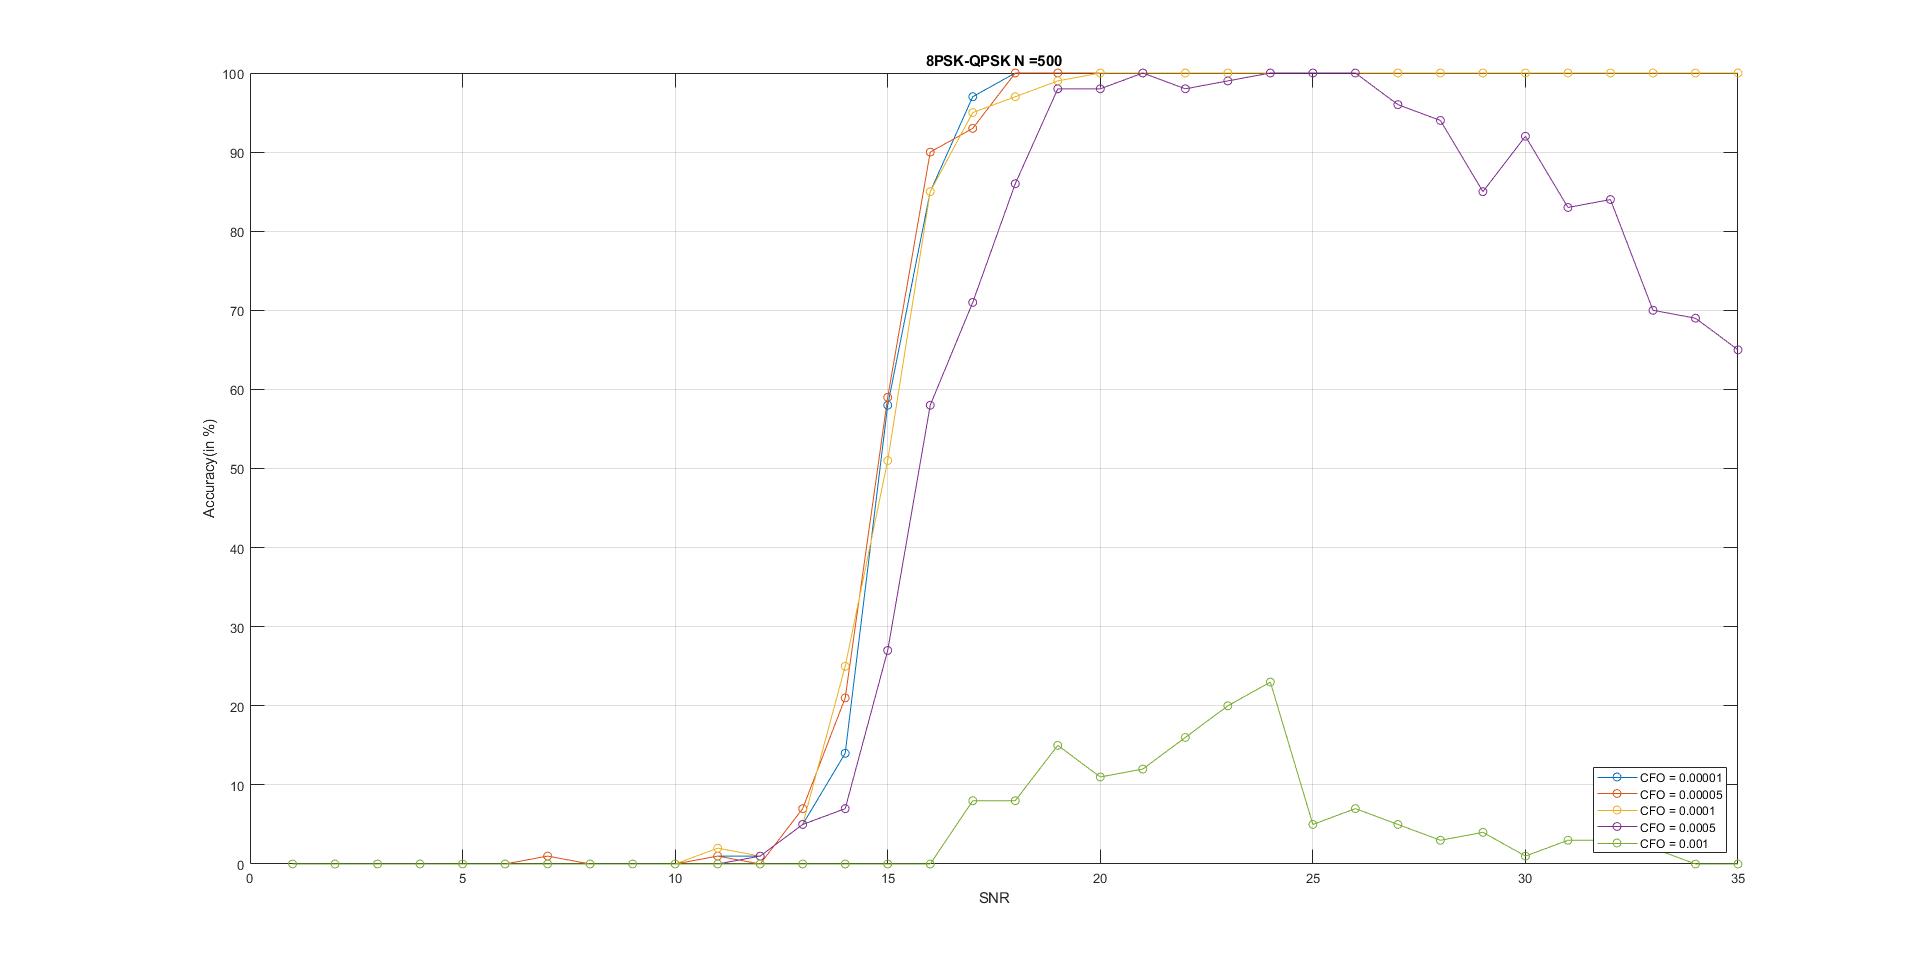 8PSK-QPSK N =500
100
90
80
70
60
50
40
30
20
10
0
Accuracy(in %)
0 5 10 15 20 25 30 35
SNR
CFO = 0.00001
CFO = 0.00005
CFO = 0.0001
CFO = 0.0005
CFO = 0.001